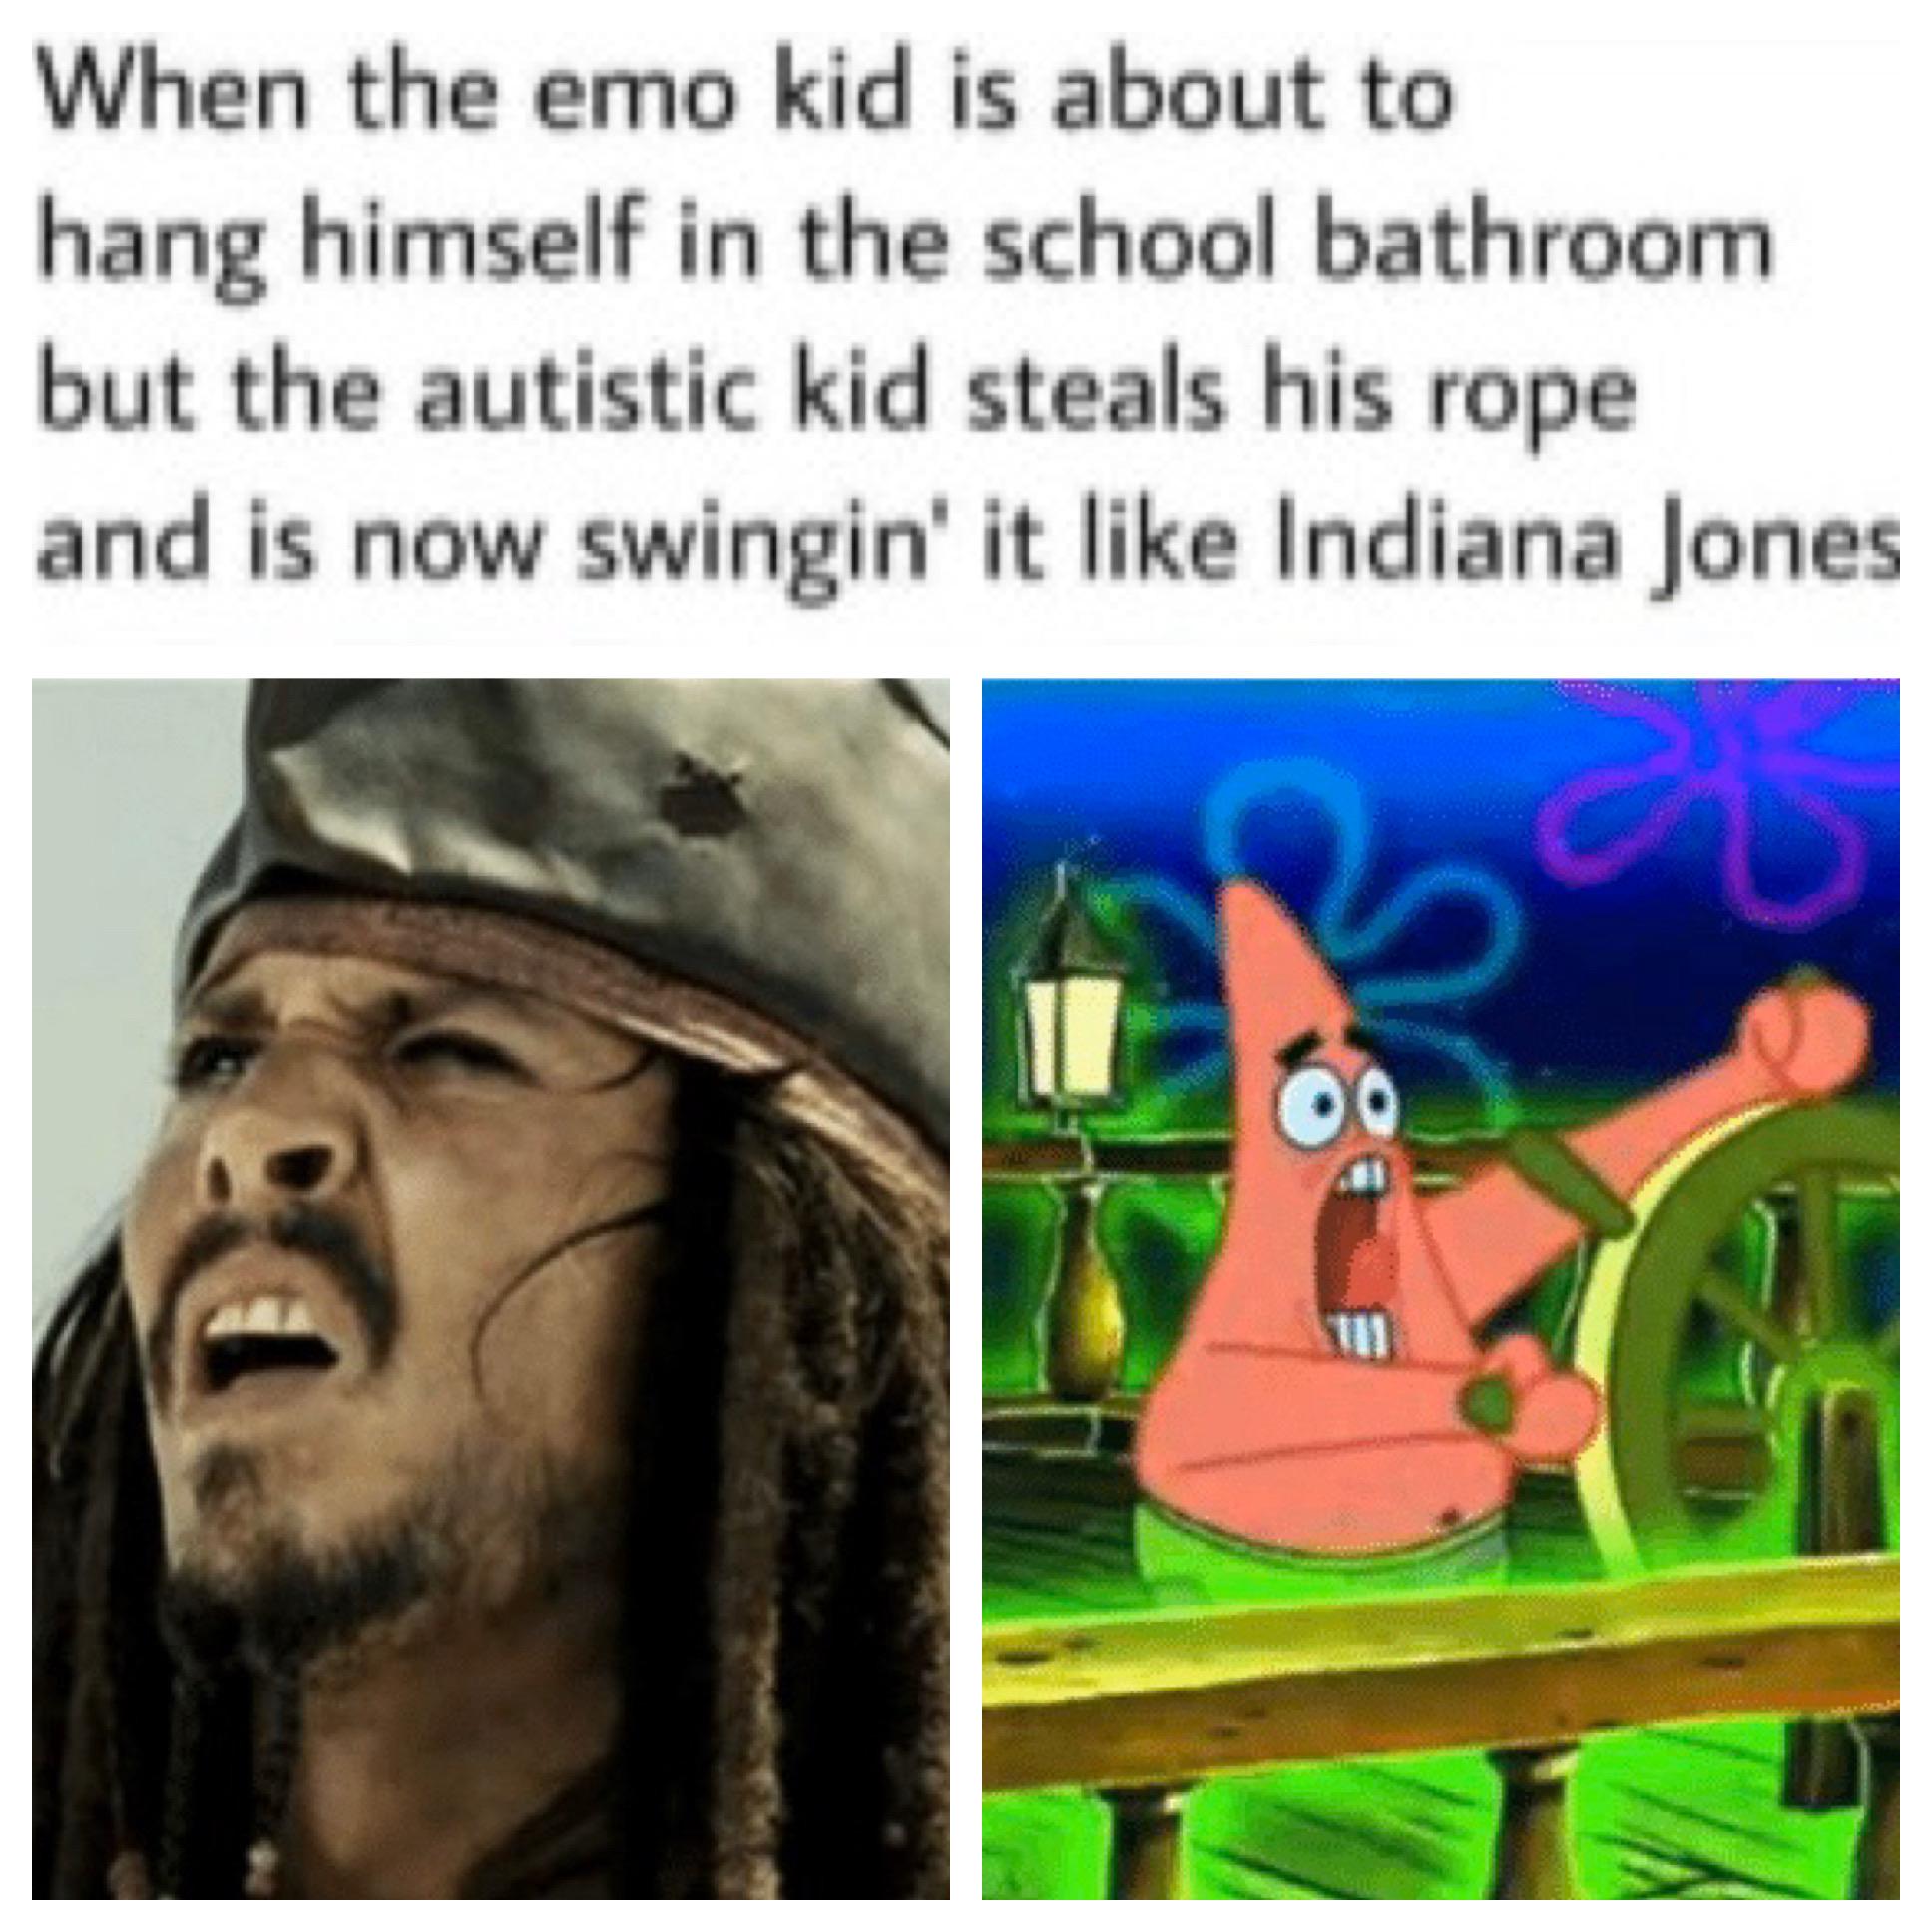 When the emo kid is about to
hang himself in the school bathroom
but the autistic kid steals his rope
and is now swingin' it like Indiana Jones